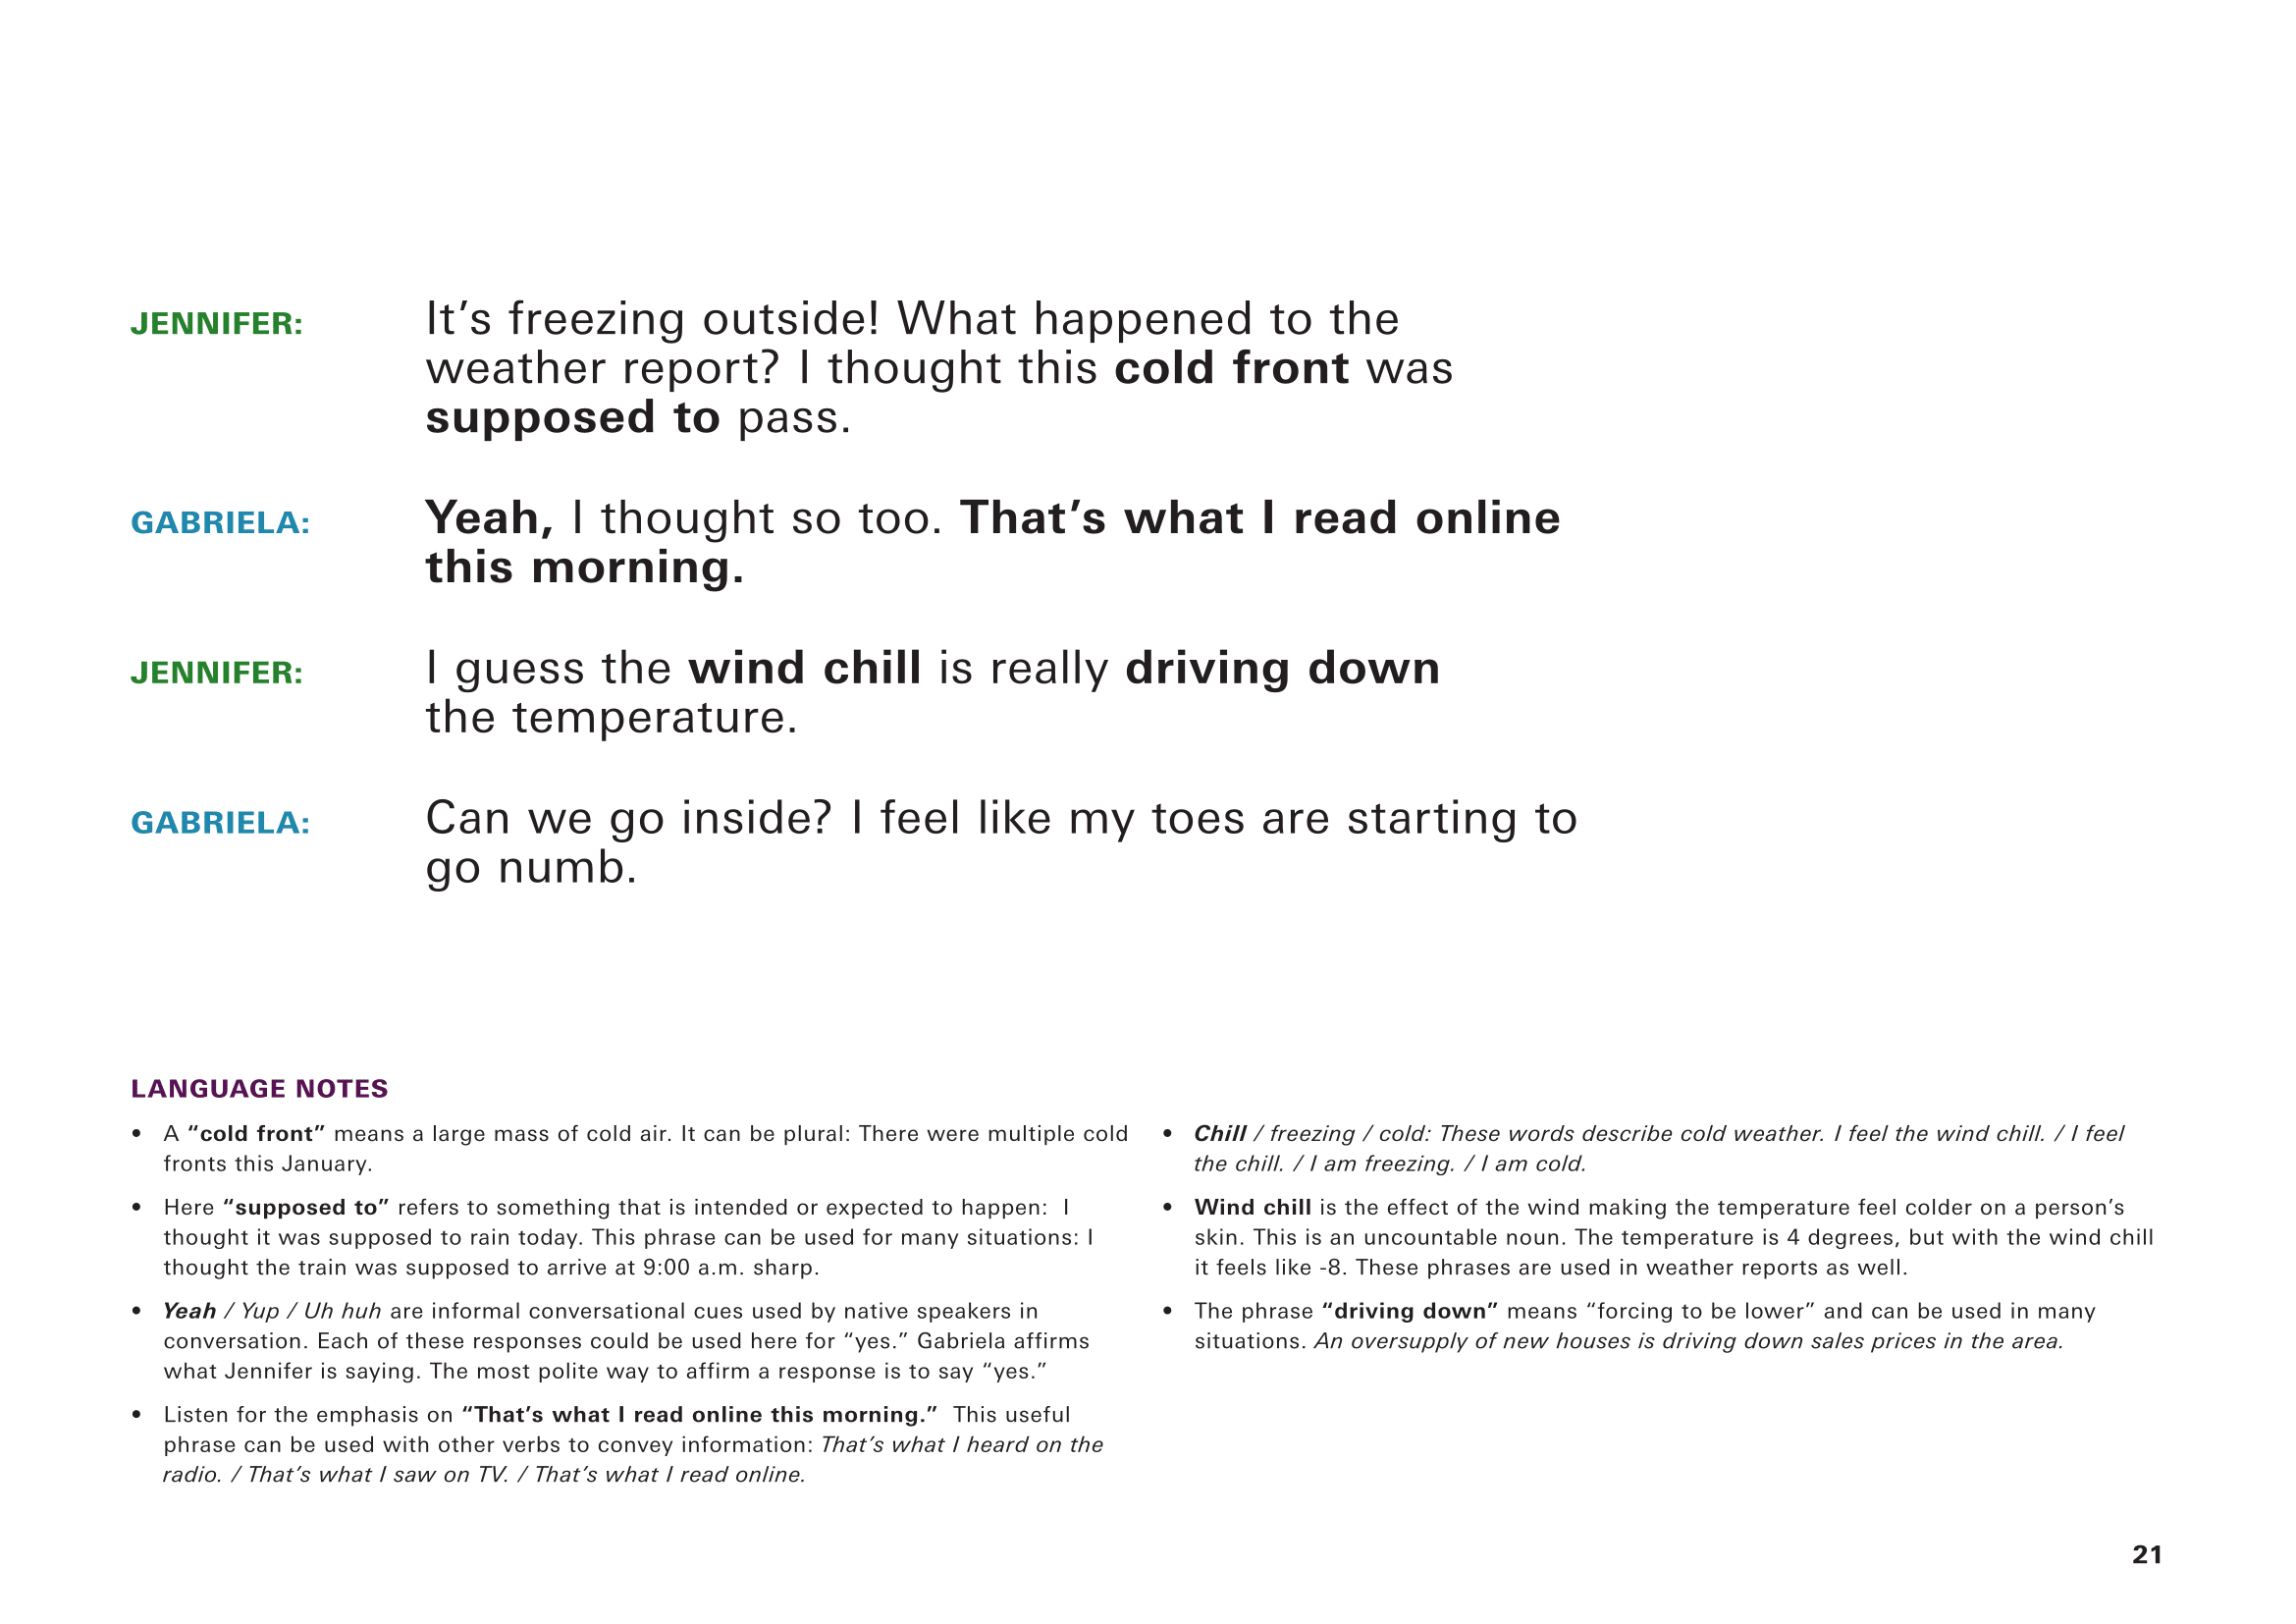 JENNIFER: It’s freezing outside! What happened to the
weather report? I thought this cold front was
supposed to pass.
GABRIELA: Yeah, I thought so too. That’s what I read online
this morning.
JENNIFER: I guess the wind chill is really driving down
the temperature.
GABRIELA: Can we go inside? I feel like my toes are starting to
go numb.
LANGUAGE NOTES
• A “cold front” means a large mass of cold air. It can be plural: There were multiple cold
fronts this January.
• Here “supposed to” refers to something that is intended or expected to happen:  I
thought it was supposed to rain today. This phrase can be used for many situations: I
thought the train was supposed to arrive at 9:00 a.m. sharp.
• Yeah / Yup / Uh huh are informal conversational cues used by native speakers in
conversation. Each of these responses could be used here for “yes.” Gabriela affirms
what Jennifer is saying. The most polite way to affirm a response is to say “yes.”
• Listen for the emphasis on “That’s what I read online this morning.”  This useful
phrase can be used with other verbs to convey information: That’s what I heard on the
radio. / That’s what I saw on TV. / That’s what I read online.
• Chill / freezing / cold: These words describe cold weather. I feel the wind chill. / I feel
the chill. / I am freezing. / I am cold.
• Wind chill is the effect of the wind making the temperature feel colder on a person’s
skin. This is an uncountable noun. The temperature is 4 degrees, but with the wind chill
it feels like -8. These phrases are used in weather reports as well.
• The phrase “driving down” means “forcing to be lower” and can be used in many
situations. An oversupply of new houses is driving down sales prices in the area.
21